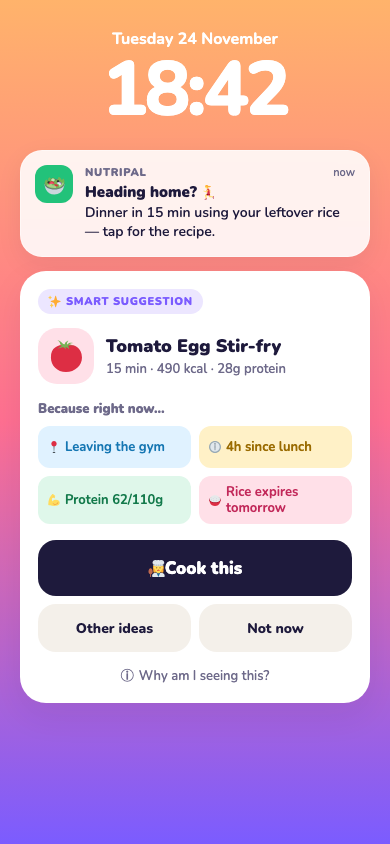 Tuesday 24 November
18:42
NUTRIPAL
now
Heading home? 💃
Dinner in 15 min using your leftover rice
— tap for the recipe.
✨ SMART SUGGESTION
Tomato Egg Stir-fry
15 min · 490 kcal · 28g protein
Because right now...
📍 Leaving the gym
🕕 4h since lunch
💪 Protein 62/110g
🍚 Rice expires
tomorrow
🧑‍🍳Cook this
Other ideas
Not now
ⓘ Why am I seeing this?